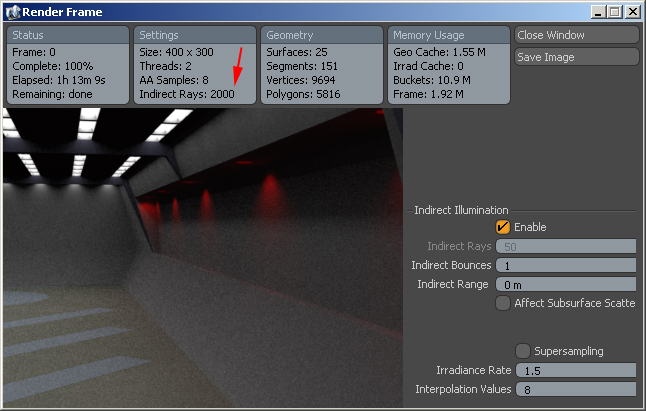 Render Frame
Status
Frame: 0
Complete: 100%
Elapsed: 1h 13m 9s
Remaining: done
Settings
Size: 400 x 300
Threads: 2
AA Samples: 8
Indirect Rays: 2000
Geometry
Surfaces: 25
Segments: 151
Vertices: 9694
Polygons: 5816
Memory Usage
Geo Cache: 1.55 M
Irrad Cache: 0
Buckets: 10.9 M
Frame: 1.92 M
Close Window
Save Image
Indirect Illumination
Enable
Indirect Rays 50
Indirect Bounces 1
Indirect Range 0 m
Affect Subsurface Scatte
Supersampling
Irradiance Rate 1.5
Interpolation Values 8